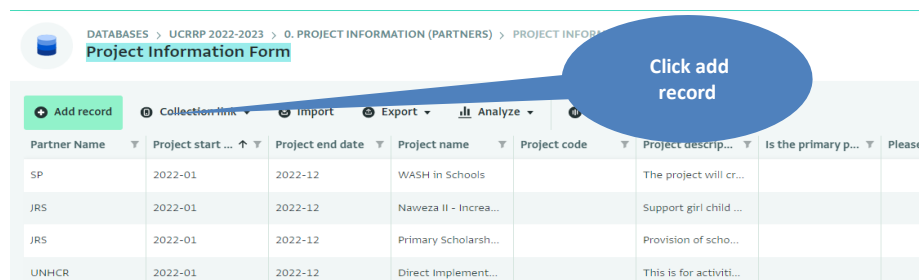 DATABASES > UCRP 2022-2023 > 0. PROJECT INFORMATION (PARTNERS) > PROJECT INFOR
Project Information Form
Click add
record
Add record Collection link Import Export Analyze
Partner Name Project start ... Project end date Project name Project code Project descrip... Is the primary p... Please
SP 2022-01 2022-12 WASH in Schools The project will cr...
JRS 2022-01 2022-12 Naweza II - Increa... Support girl child ...
JRS 2022-01 2022-12 Primary Scholarsh... Provision of scho...
UNHCR 2022-01 2022-12 Direct Implement... This is for activiti...